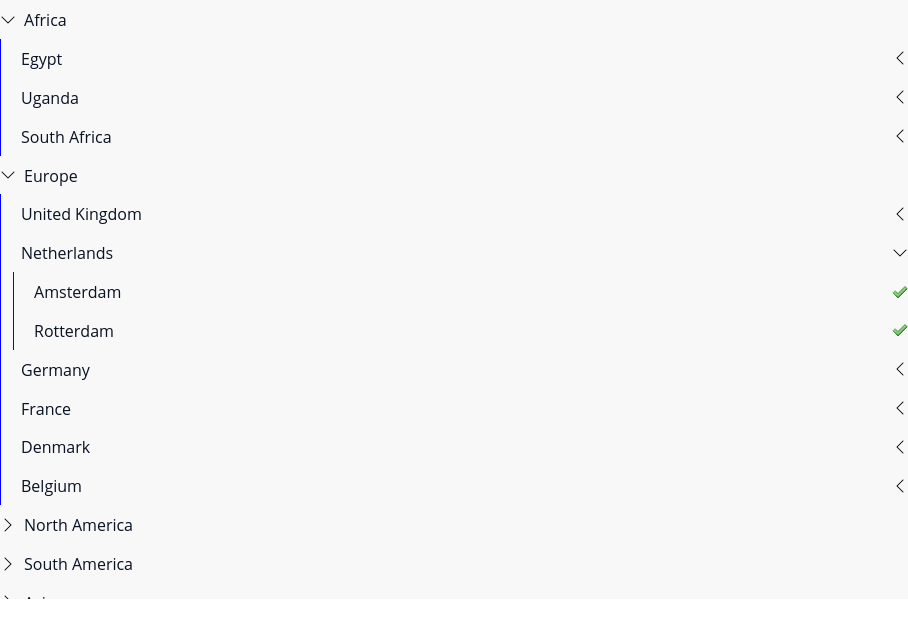 Africa
Egypt
Uganda
South Africa
Europe
United Kingdom
Netherlands
Amsterdam
Rotterdam
Germany
France
Denmark
Belgium
North America
South America